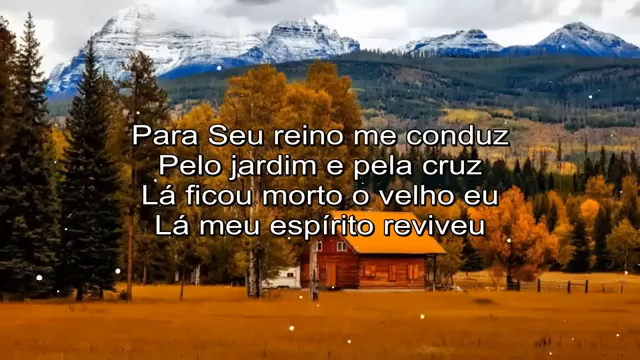 Para Seu reino me conduz
Pelo jardim e pela cruz
Lá ficou morto o velho eu
Lá meu espírito reviveu